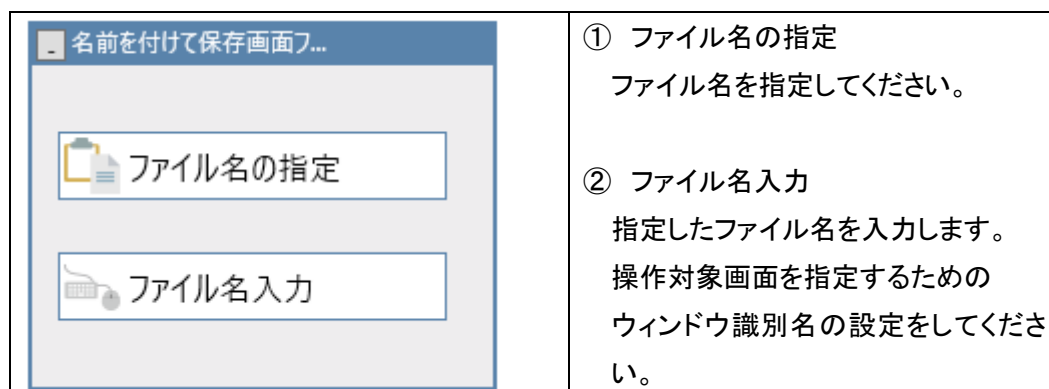 名前を付けて保存画面フ...
ファイル名の指定
ファイル名入力
① ファイル名の指定
ファイル名を指定してください。
② ファイル名入力
指定したファイル名を入力します。
操作対象画面を指定するための
ウィンドウ識別名の設定をしてくださ
い。